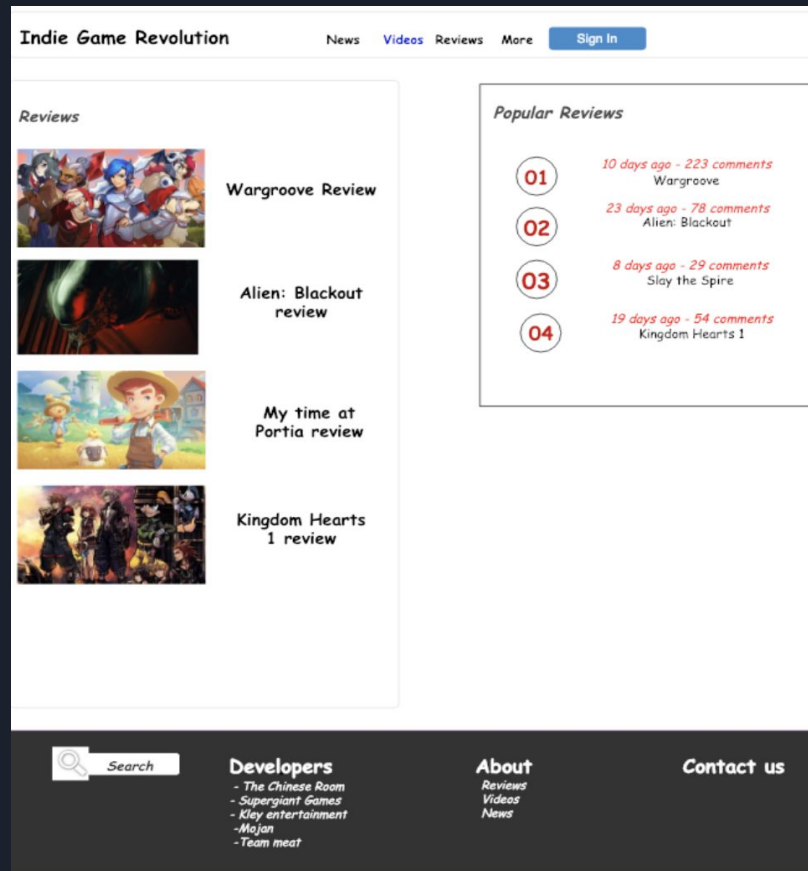 Indie Game Revolution
News Videos Reviews More Sign In
Reviews
Wargroove Review
Alien: Blackout
review
My time at
Portia review
Kingdom Hearts
1 review
Popular Reviews
01
10 days ago - 223 comments
Wargroove
02
23 days ago - 78 comments
Alien: Blackout
03
8 days ago - 29 comments
Slay the Spire
04
19 days ago - 54 comments
Kingdom Hearts 1
Search
Developers
- The Chinese Room
- Supergiant Games
- Kley entertainment
-Mojan
-Team meat
About
Reviews
Videos
News
Contact us